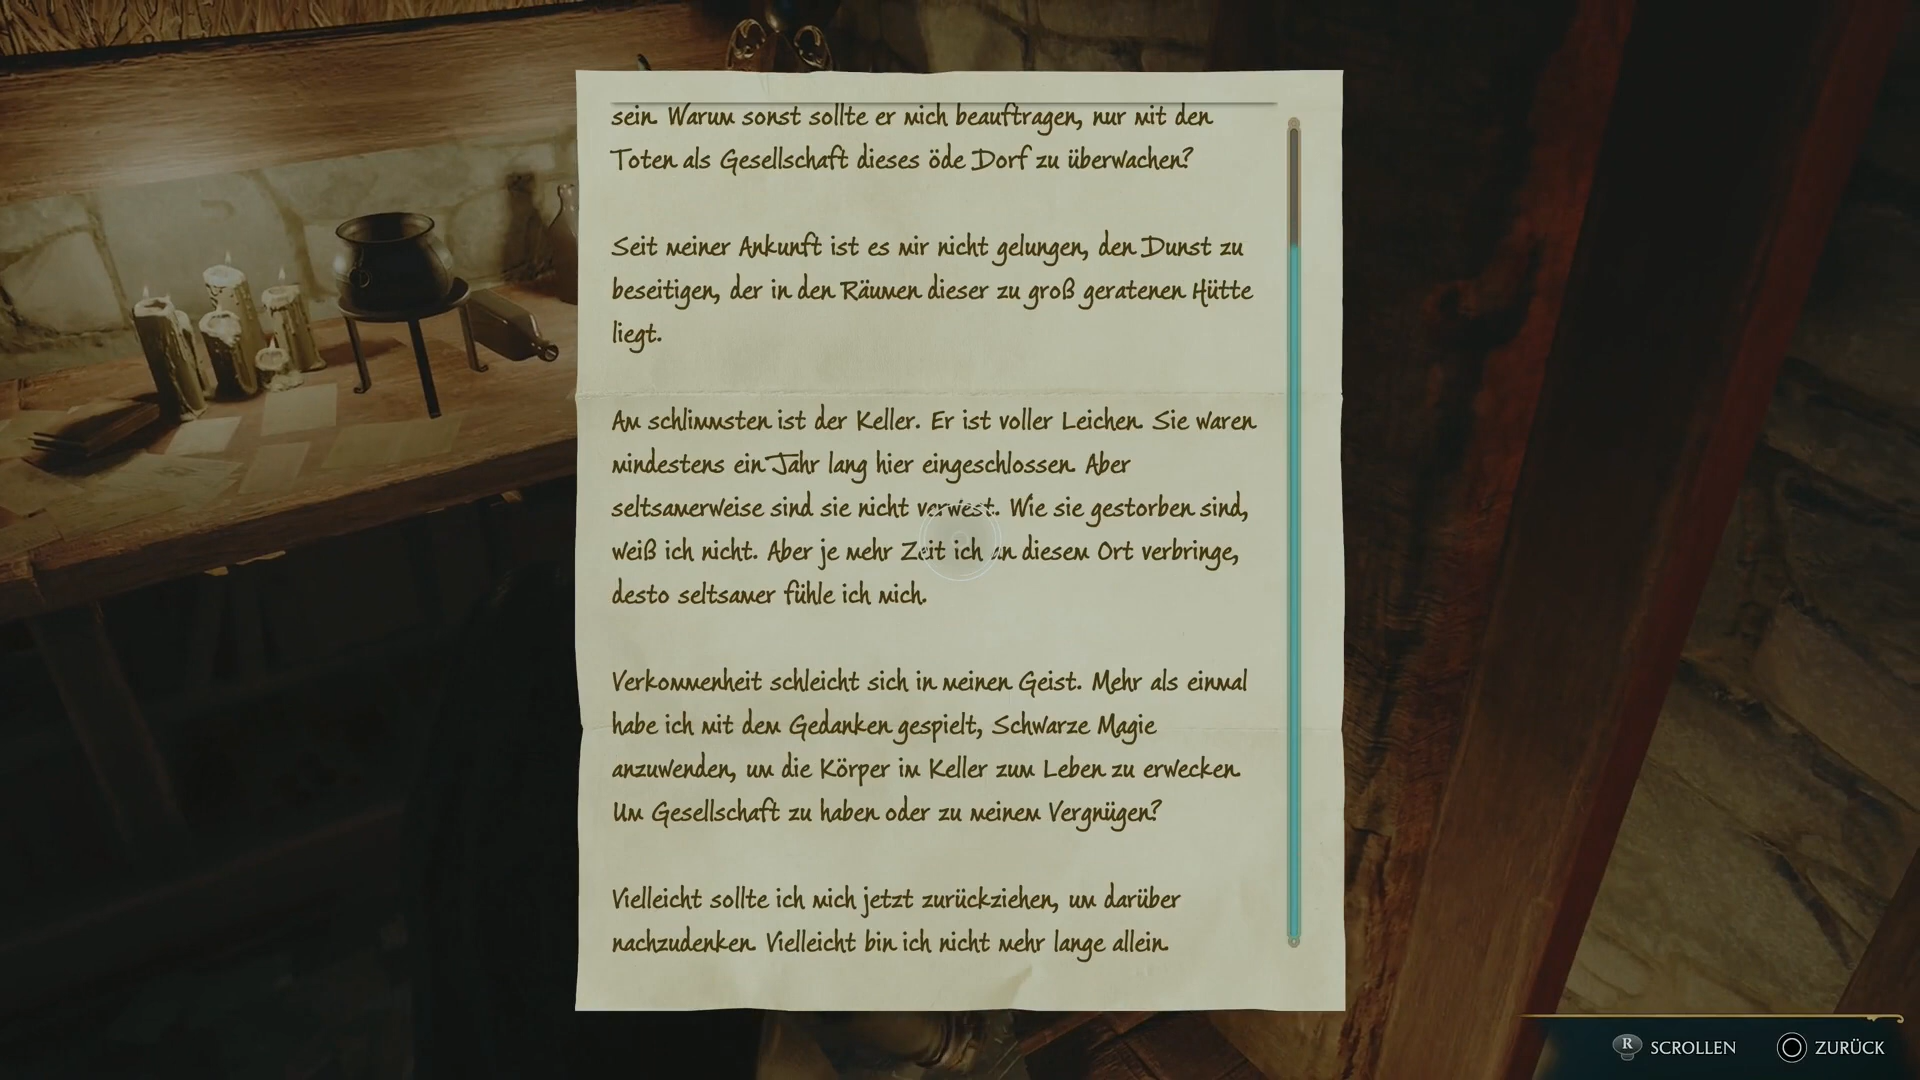 sein. Warum sonst sollte er mich beauftragen, nur mit den
Toten als Gesellschaft dieses öde Dorf zu überwachen?
Seit meiner Ankunft ist es mir nicht gelungen, den Dunst zu
beseitigen, der in den Räumen dieser zu groß geratenen Hütte
liegt.
Am schlimmsten ist der Keller. Er ist voller Leichen. Sie waren
mindestens ein Jahr lang hier eingeschlossen. Aber
seltsamerweise sind sie nicht verwest. Wie sie gestorben sind,
weiß ich nicht. Aber je mehr Zeit ich an diesem Ort verbringe,
desto seltsamer fühle ich mich.
Verkommenheit schleicht sich in meinen Geist. Mehr als einmal
habe ich mit dem Gedanken gespielt, Schwarze Magie
anzuwenden, um die Körper im Keller zum Leben zu erwecken.
Um Gesellschaft zu haben oder zu meinem Vergnügen?
Vielleicht sollte ich mich jetzt zurückziehen, um darüber
nachzudenken. Vielleicht bin ich nicht mehr lange allein.
R SCROLLEN ZURÜCK